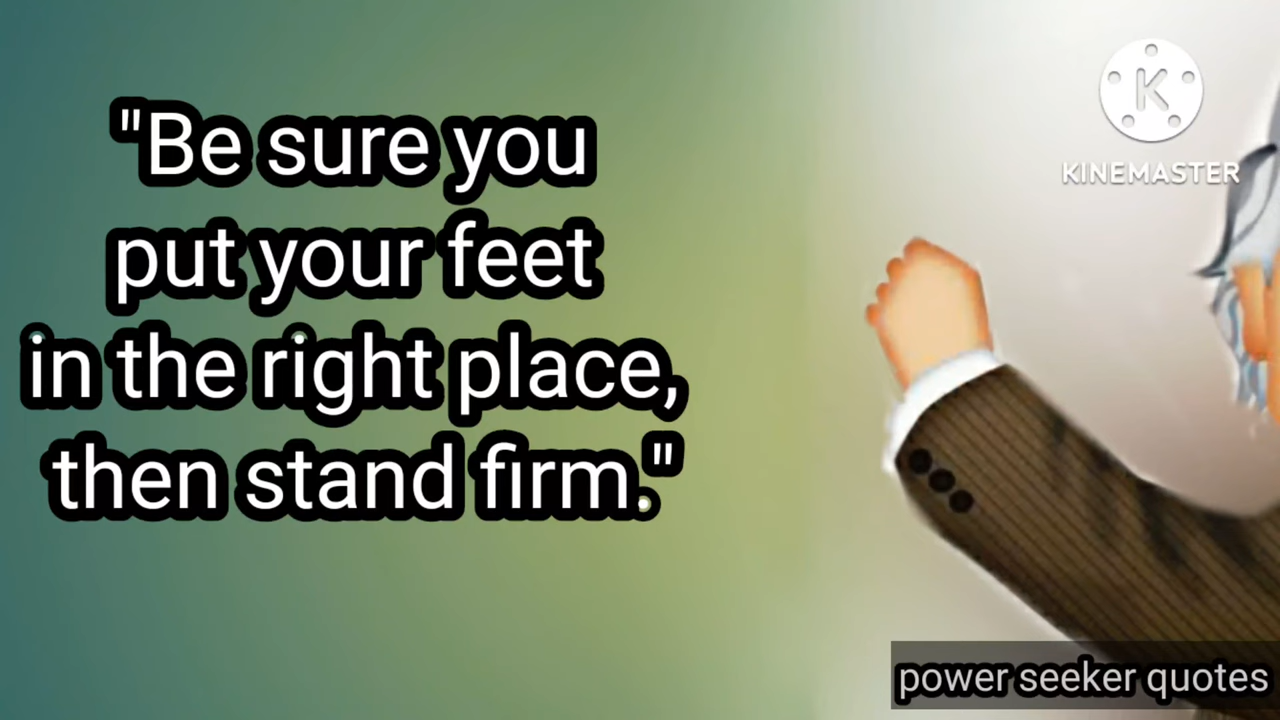 "Be sure you
put your feet
in the right place,
then stand firm."
KINEMASTER
power seeker quotes